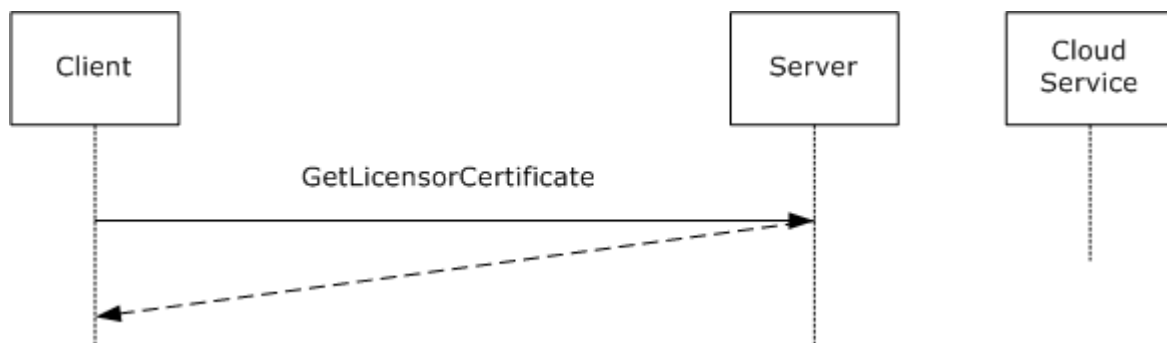 Client
Server
Cloud
Service
GetLicensorCertificate